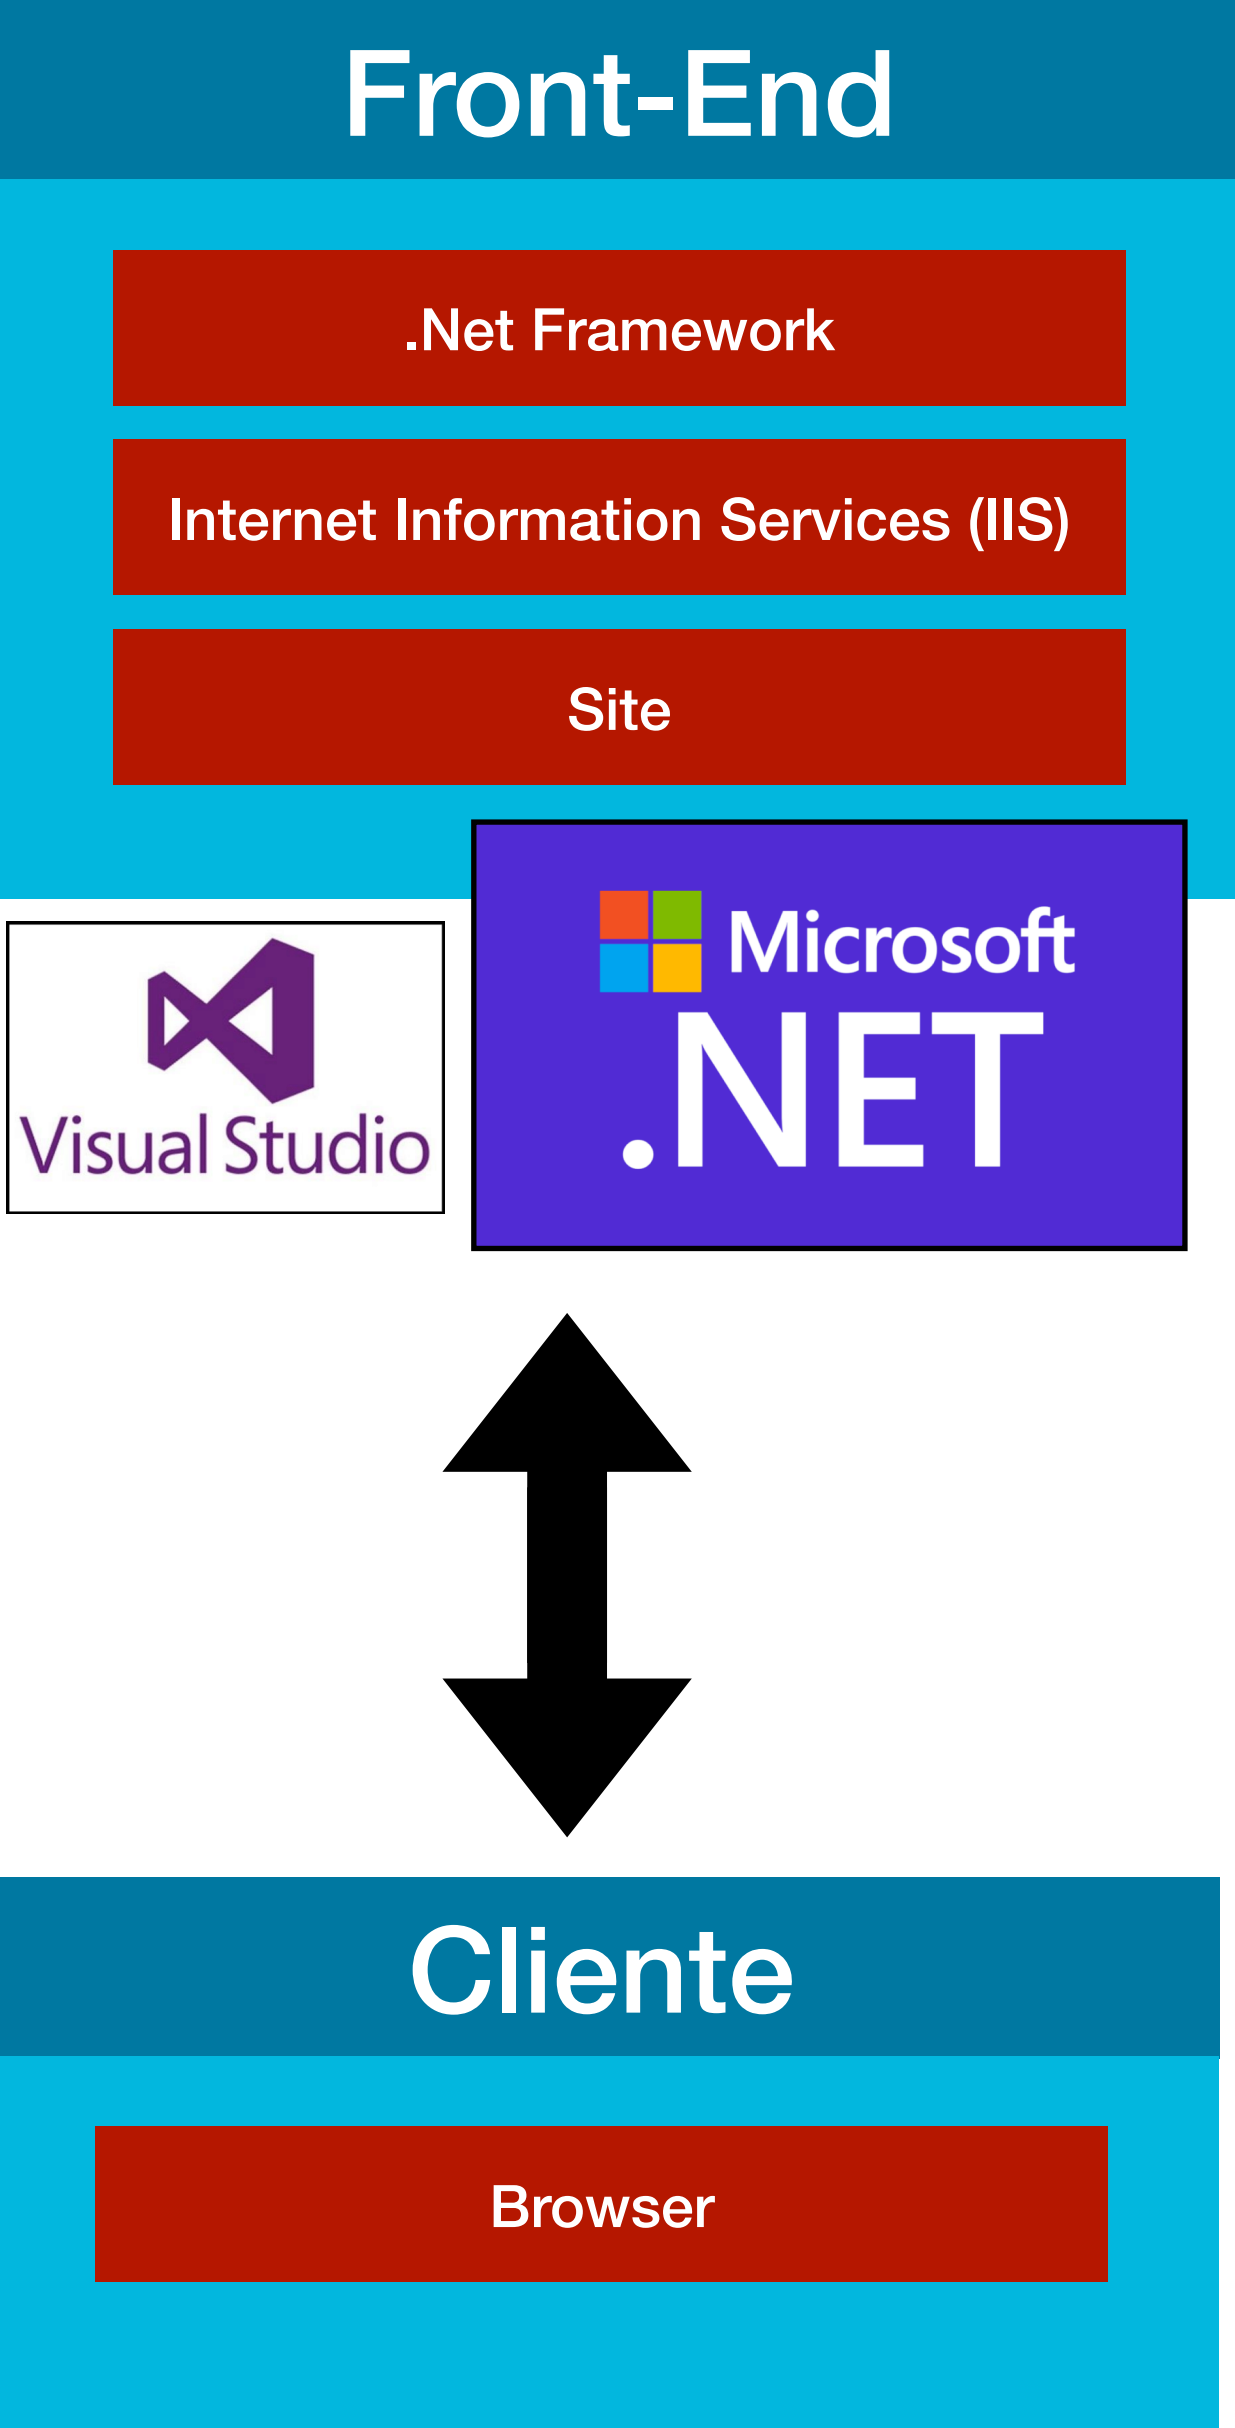 Front-End
.Net Framework
Internet Information Services (IIS)
Site
Visual Studio
Microsoft
.NET
Cliente
Browser